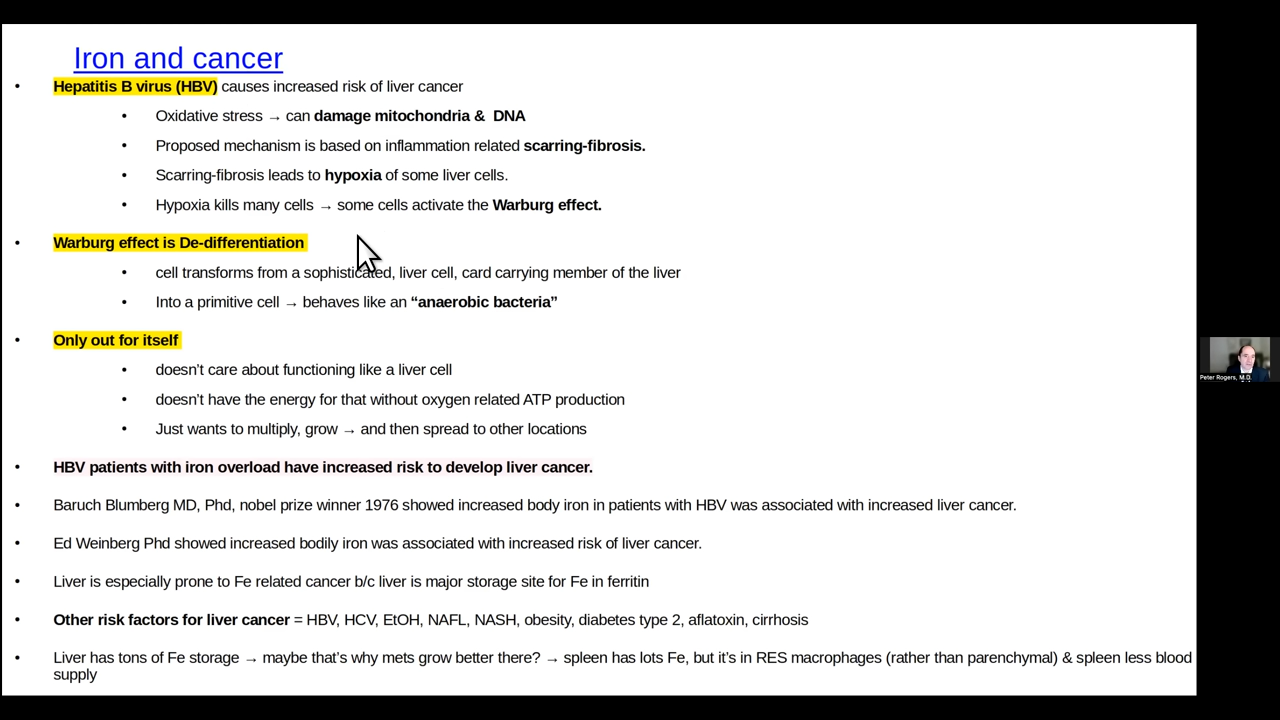 Iron and cancer
• Hepatitis B virus (HBV) causes increased risk of liver cancer
• Oxidative stress → can damage mitochondria & DNA
• Proposed mechanism is based on inflammation related scarring-fibrosis.
• Scarring-fibrosis leads to hypoxia of some liver cells.
• Hypoxia kills many cells → some cells activate the Warburg effect.
• Warburg effect is De-differentiation
• cell transforms from a sophisticated, liver cell, card carrying member of the liver
• Into a primitive cell → behaves like an “anaerobic bacteria”
• Only out for itself
• doesn’t care about functioning like a liver cell
• doesn’t have the energy for that without oxygen related ATP production
• Just wants to multiply, grow → and then spread to other locations
• HBV patients with iron overload have increased risk to develop liver cancer.
• Baruch Blumberg MD, Phd, nobel prize winner 1976 showed increased body iron in patients with HBV was associated with increased liver cancer.
• Ed Weinberg Phd showed increased bodily iron was associated with increased risk of liver cancer.
• Liver is especially prone to Fe related cancer b/c liver is major storage site for Fe in ferritin
• Other risk factors for liver cancer = HBV, HCV, EtOH, NAFL, NASH, obesity, diabetes type 2, aflatoxin, cirrhosis
• Liver has tons of Fe storage → maybe that’s why mets grow better there? → spleen has lots Fe, but it’s in RES macrophages (rather than parenchymal) & spleen less blood
supply
Peter Rogers, M.D.